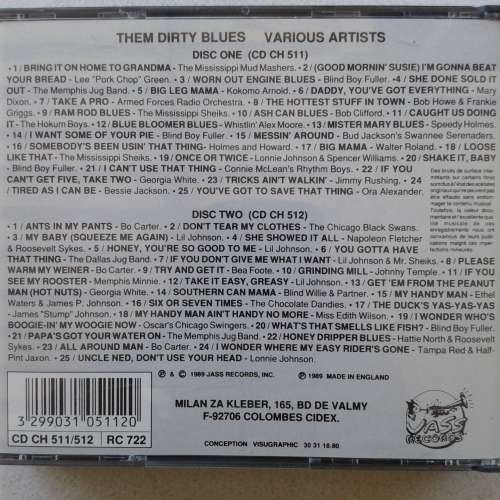 THEM DIRTY BLUES VARIOUS ARTISTS
DISC ONE (CD CH 511)
• 1/ BRING IT ON HOME TO GRANDMA - The Mississippi Mud Mashers. • 2 / (GOOD MORNIN' SUSIE) I'M GONNA BEAT
YOUR BREAD - Lee "Pork Chop" Green. • 3/ WORN OUT ENGINE BLUES - Blind Boy Fuller. • 4 / SHE DONE SOLD IT
OUT - The Memphis Jug Band. • 5/ BIG LEG MAMA - Kokomo Arnold. • 6/ DADDY, YOU'VE GOT EVERYTHING - Mary
Dixon. • 7/ TAKE A PRO - Armed Forces Radio Orchestra. • 8/ THE HOTTEST STUFF IN TOWN - Bob Howe & Frankie
Griggs. • 9/ RAM ROD BLUES - The Mississippi Sheiks. • 10 / ASH CAN BLUES - Bob Clifford. • 11/ CAUGHT US DOING
IT - The Hokum Boys. • 12/ BLUE BLOOMER BLUES - Whistlin' Alex Moore. • 13/ MISTER MARY BLUES - Speedy Holmes.
• 14/ I WANT SOME OF YOUR PIE - Blind Boy Fuller. • 15/ MESSIN' AROUND - Bud Jackson's Swannee Serenaders.
• 16/ SOMEBODY'S BEEN USIN' THAT THING - Holmes and Howard. • 17 / BIG MAMA - Walter Roland. • 18 / LOOSE
LIKE THAT - The Mississippi Sheiks. • 19/ ONCE OR TWICE - Lonnie Johnson & Spencer Williams. • 20/ SHAKE IT, BABY
- Blind Boy Fuller. • 21 / I CAN'T USE THAT THING - Connie McLean's Rhythm Boys. • 22 / IF YOU
CAN'T GET FIVE, TAKE TWO - Georgia White. • 23/ TRICKS AIN'T WALKIN' - Jimmy Rushing. • 24
/ TIRED AS I CAN BE - Bessie Jackson. • 25/ YOU'VE GOT TO SAVE THAT THING - Ora Alexander.
DISC TWO (CD CH 512)
• 1/ ANTS IN MY PANTS - Bo Carter. • 2/ DON'T TEAR MY CLOTHES - The Chicago Black Swans.
• 3/ MY BABY (SQUEEZE ME AGAIN) - Lil Johnson. • 4/ SHE SHOWED IT ALL - Napoleon Fletcher
& Roosevelt Sykes. • 5/ HONEY, YOU'RE SO GOOD TO ME - Lil Johnson. • 6/ YOU GOTTA HAVE
THAT THING - The Dallas Jug Band. • 7/ IF YOU DON'T GIVE ME WHAT I WANT - Lil Johnson & Mr. Sheiks. • 8/ PLEASE
WARM MY WEINER - Bo Carter. • 9/ TRY AND GET IT - Bea Foote. • 10/ GRINDING MILL - Johnny Temple. • 11/ IF YOU
SEE MY ROOSTER - Memphis Minnie. • 12/ TAKE IT EASY, GREASY - Lil Johnson. • 13/ GET 'EM FROM THE PEANUT
MAN (HOT NUTS) - Georgia White. • 14/ SOUTHERN CAN MAMA - Blind Willie & Partner. • 15/ MY HANDY MAN - Ethel
Waters & James P. Johnson. • 16/ SIX OR SEVEN TIMES - The Chocolate Dandies. • 17/ THE DUCK'S YAS-YAS-YAS
- James "Stump" Johnson. • 18/ MY HANDY MAN AIN'T HANDY NO MORE - Miss Edith Wilson. • 19/ I WONDER WHO'S
BOOGIE-IN' MY WOOGIE NOW - Oscar's Chicago Swingers. • 20/ WHAT'S THAT SMELLS LIKE FISH? - Blind Boy Fuller.
• 21/ PAPA'S GOT YOUR WATER ON - The Memphis Jug Band. • 22/ HONEY DRIPPER BLUES - Hattie North & Roosevelt
Sykes. • 23/ ALL AROUND MAN - Bo Carter. • 24/ I WONDER WHERE MY EASY RIDER'S GONE - Tampa Red & Half-
Pint Jaxon. • 25/ UNCLE NED, DON'T USE YOUR HEAD - Lonnie Johnson.
℗ & © 1989 JASS RECORDS, INC. ® 1989 MADE IN ENGLAND
MILAN ZA KLEBER, 165, BD DE VALMY
F-92706 COLOMBES CIDEX.
3 299031 051120
CD CH 511/512 RC 722
CONCEPTION VISUGRAPHIC 30 31 18 80
JASS
RECORDS